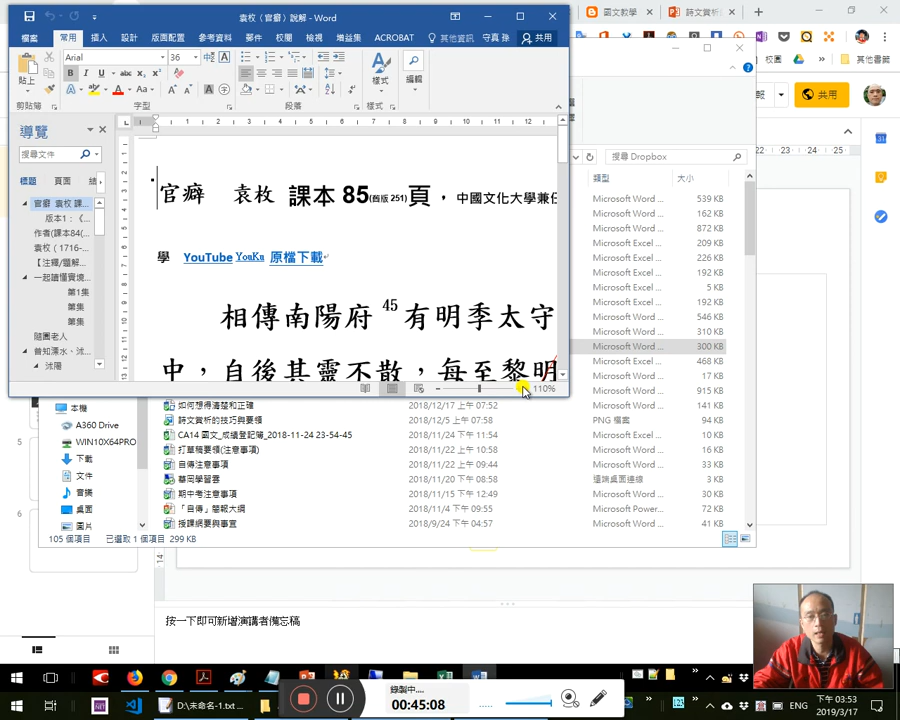 袁枚〈官癖〉說解 - Word
國文教學
詩文賞析
檔案 常用 插入 設計 版面配置 參考資料 郵件 校閱 檢視 增益集 ACROBAT 其他資訊 守真 孫 共用
Arial 36
貼上
樣式
編輯
剪貼簿 字型 段落 樣式
校園
其他書籤
共用
導覽
搜尋文件
標題 頁面
官癖 袁枚 課...
版本1：《...
作者(課本84(...
袁枚（1716-...
【注釋/題解...
一起讀懂實境...
第1集
第集
第集
隨園老人
曾知溧水、沭...
沭陽
官癖 袁枚 課本 85(舊版 251)頁，中國文化大學兼任
學 YouTube YouKu 原檔下載
相傳南陽府 45 有明季太守
中，自後其靈不散，每至黎明
110%
搜尋 Dropbox
類型 大小
Microsoft Word ... 539 KB
Microsoft Word ... 162 KB
Microsoft Word ... 872 KB
Microsoft Excel ... 209 KB
Microsoft Excel ... 226 KB
Microsoft Excel ... 192 KB
Microsoft Excel ... 5 KB
Microsoft Excel ... 192 KB
Microsoft Word ... 546 KB
Microsoft Word ... 310 KB
Microsoft Word ... 300 KB
Microsoft Excel ... 468 KB
Microsoft Word ... 17 KB
Microsoft Word ... 915 KB
如何想得清楚和正確 2018/12/17 上午 07:52 Microsoft Word ... 141 KB
詩文賞析的技巧與要領 2018/12/5 上午 07:58 PNG 檔案 94 KB
CA14 國文_成績登記簿_2018-11-24 23-54-45 2018/11/24 下午 11:54 Microsoft Excel ... 10 KB
打草稿要領(注意事項) 2018/11/22 上午 10:58 Microsoft Word ... 16 KB
自傳注意事項 2018/11/22 上午 09:44 Microsoft Word ... 33 KB
華岡學習雲 2018/11/20 下午 08:58 遠端桌面連線 3 KB
期中考注意事項 2018/11/15 下午 12:49 Microsoft Word ... 30 KB
「自傳」簡報大綱 2018/11/4 下午 09:55 Microsoft Power... 72 KB
授課綱要與事宜 2018/9/24 下午 04:57 Microsoft Word ... 41 KB
本機
A360 Drive
WIN10X64PRO
下載
文件
音樂
桌面
圖片
105 個項目 已選取 1 個項目 299 KB
5
6
按一下即可新增演講者備忘稿
錄製中....
00:45:08
D:\未命名-1.txt ...
ENG
下午 03:53
2019/3/17